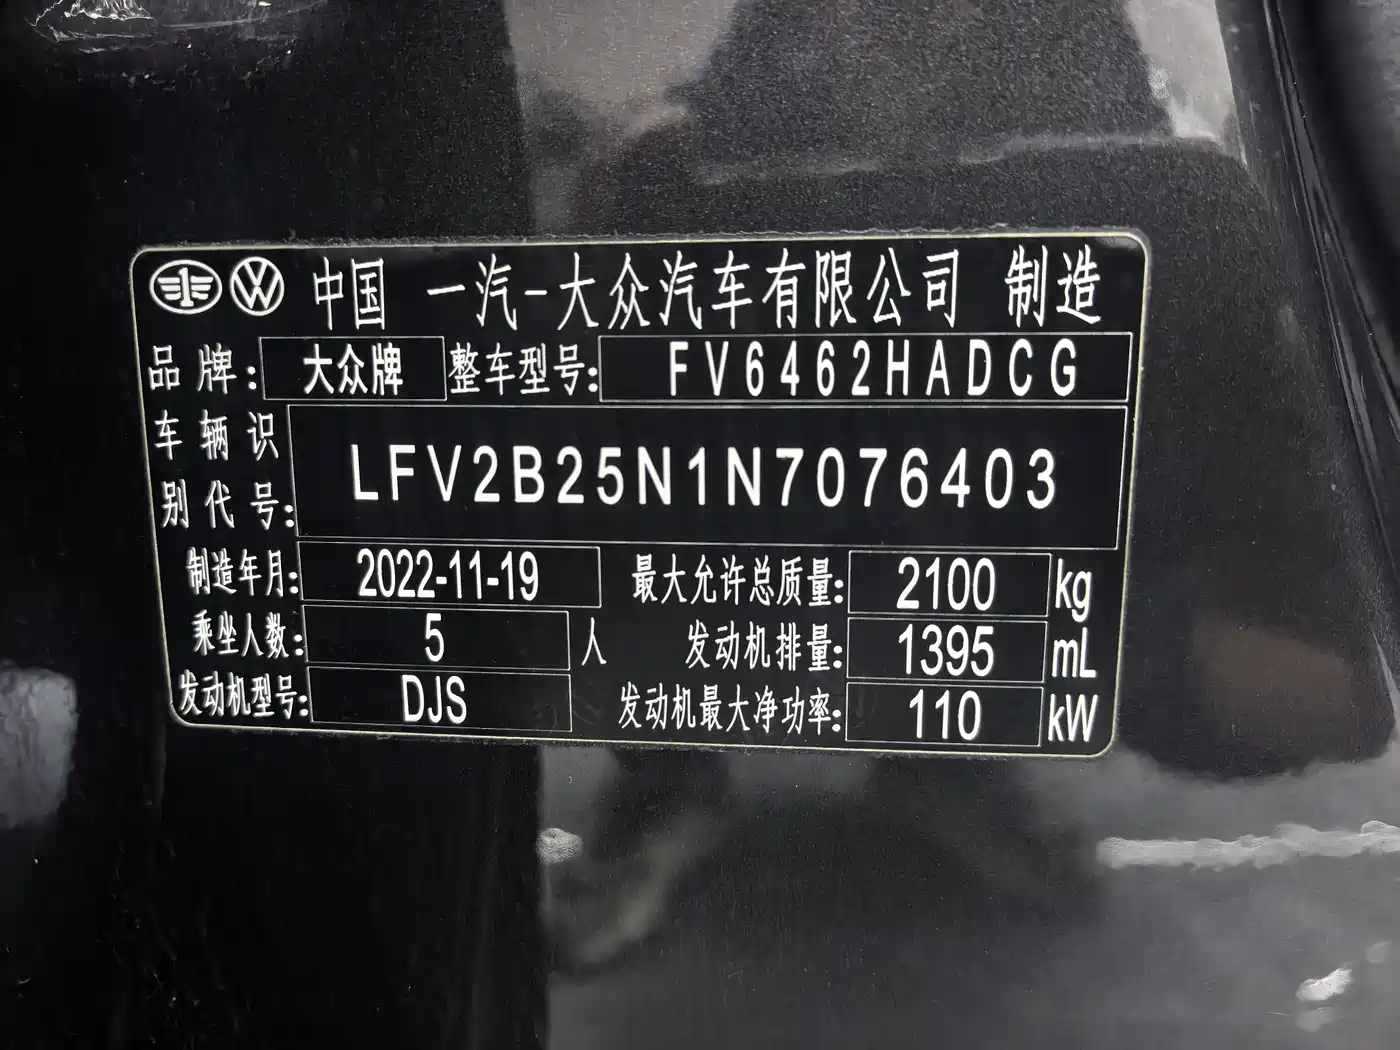 中国 一汽-大众汽车有限公司 制造
品牌: 大众牌 整车型号: FV6462HADCG
车辆识别代号: LFV2B25N1N7076403
制造年月: 2022-11-19 最大允许总质量: 2100 kg
乘坐人数: 5 人 发动机排量: 1395 mL
发动机型号: DJS 发动机最大净功率: 110 kW